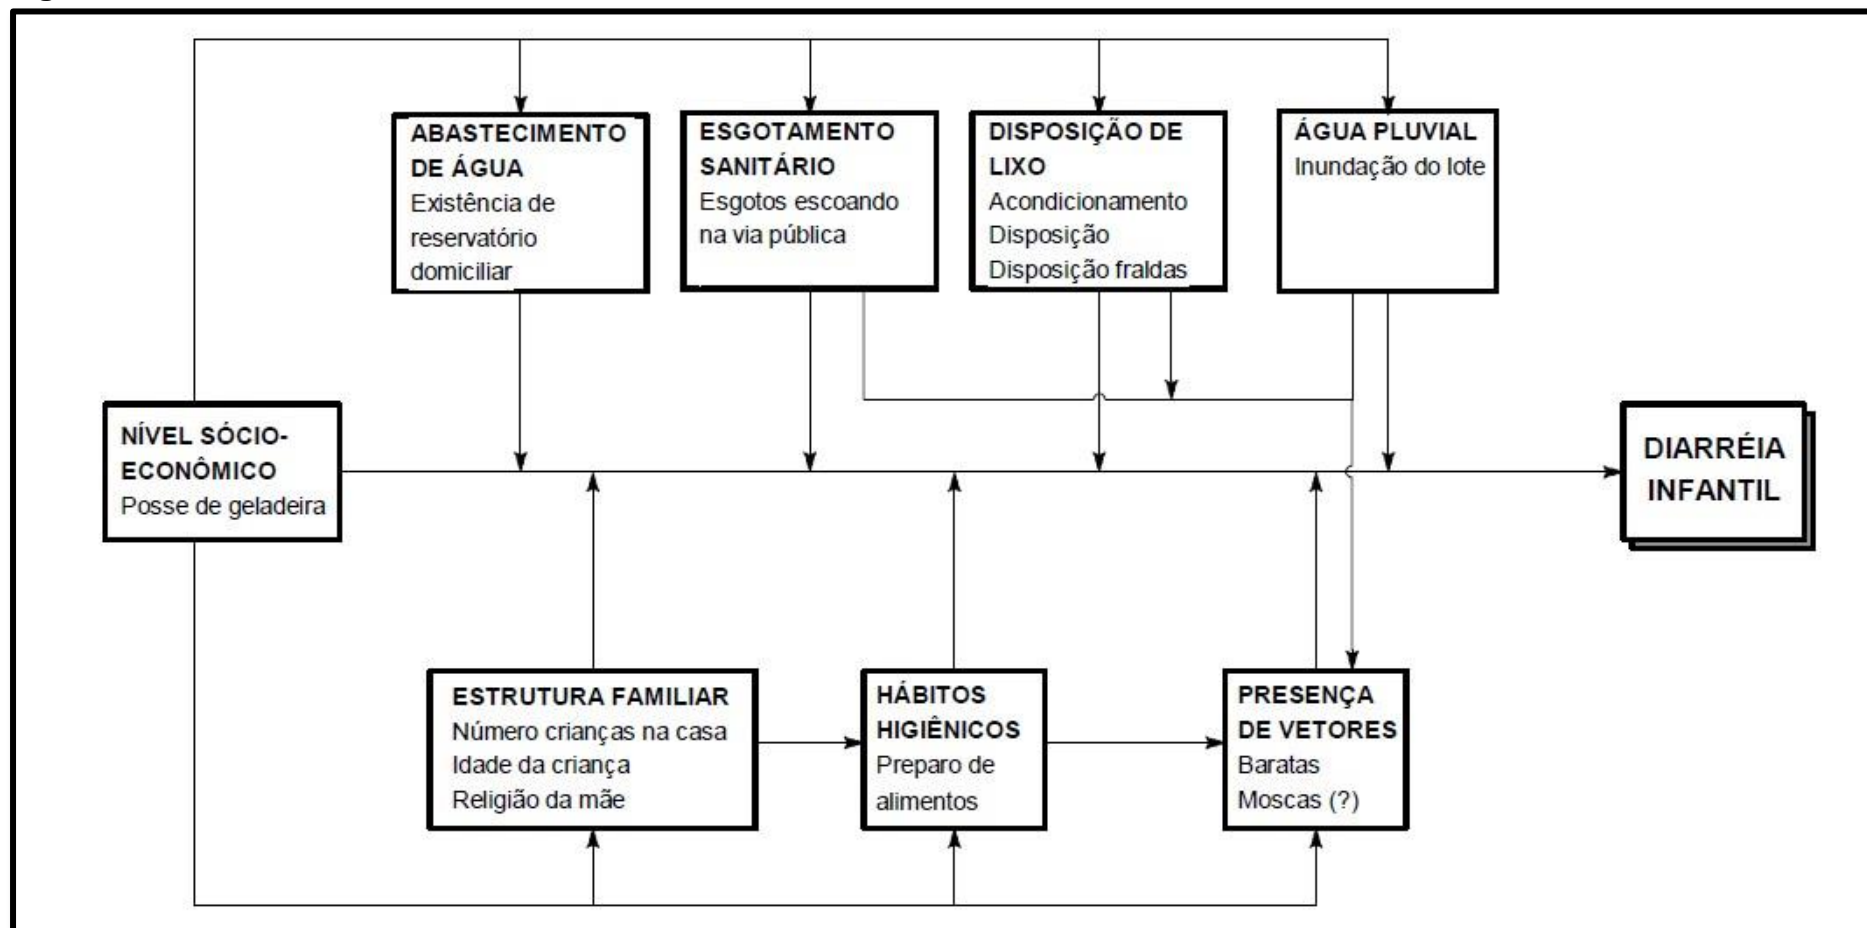 ABASTECIMENTO
DE ÁGUA
Existência de
reservatório
domiciliar
ESGOTAMENTO
SANITÁRIO
Esgotos escoando
na via pública
DISPOSIÇÃO DE
LIXO
Acondicionamento
Disposição
Disposição fraldas
ÁGUA PLUVIAL
Inundação do lote
NÍVEL SÓCIO-
ECONÔMICO
Posse de geladeira
DIARRÉIA
INFANTIL
ESTRUTURA FAMILIAR
Número crianças na casa
Idade da criança
Religião da mãe
HÁBITOS
HIGIÊNICOS
Preparo de
alimentos
PRESENÇA
DE VETORES
Baratas
Moscas (?)